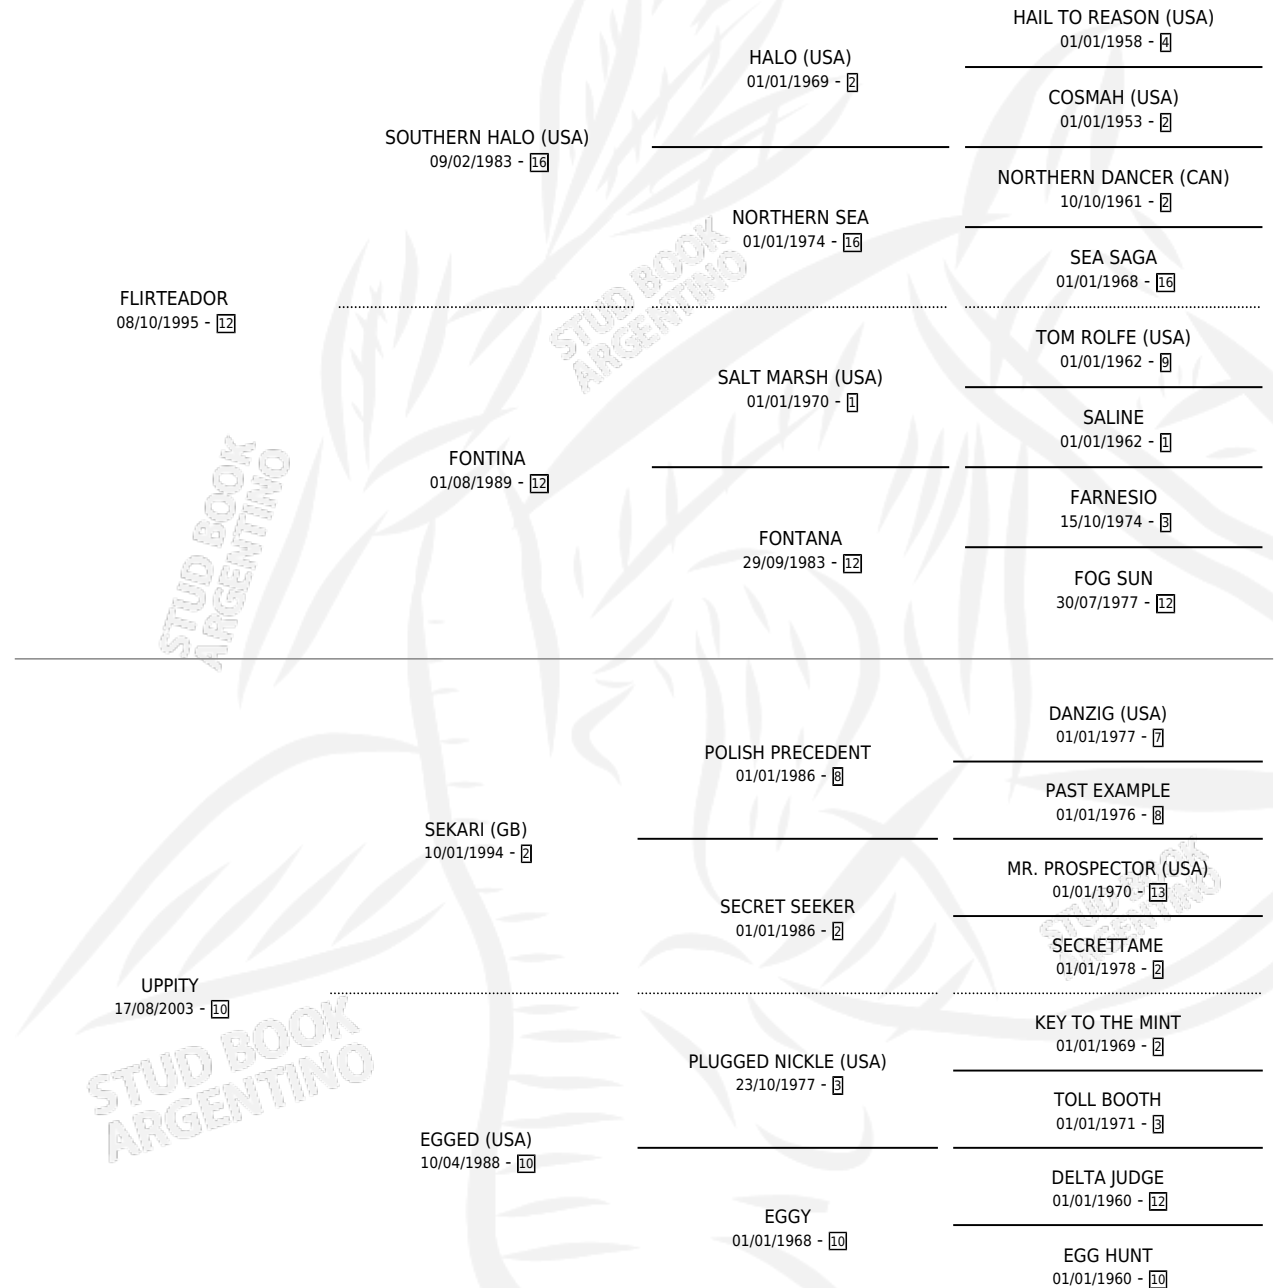 HAIL TO REASON (USA)
01/01/1958 - 4
HALO (USA)
01/01/1969 - 2
COSMAH (USA)
01/01/1953 - 2
SOUTHERN HALO (USA)
09/02/1983 - 16
NORTHERN DANCER (CAN)
10/10/1961 - 2
NORTHERN SEA
01/01/1974 - 16
SEA SAGA
01/01/1968 - 16
FLIRTEADOR
08/10/1995 - 12
STUD BOOK
ARGENTINO
TOM ROLFE (USA)
01/01/1962 - 9
SALT MARSH (USA)
01/01/1970 - 1
SALINE
01/01/1962 - 1
FONTINA
01/08/1989 - 12
FARNESIO
15/10/1974 - 3
FONTANA
29/09/1983 - 12
FOG SUN
30/07/1977 - 12
STUD BOOK
ARGENTINO
DANZIG (USA)
01/01/1977 - 7
POLISH PRECEDENT
01/01/1986 - 8
PAST EXAMPLE
01/01/1976 - 8
SEKARI (GB)
10/01/1994 - 2
MR. PROSPECTOR (USA)
01/01/1970 - 13
STUD BOOK
ARGENTINO
SECRET SEEKER
01/01/1986 - 2
SECRETTAME
01/01/1978 - 2
UPPITY
17/08/2003 - 10
STUD BOOK
ARGENTINO
KEY TO THE MINT
01/01/1969 - 2
PLUGGED NICKLE (USA)
23/10/1977 - 3
TOLL BOOTH
01/01/1971 - 3
EGGED (USA)
10/04/1988 - 10
DELTA JUDGE
01/01/1960 - 12
EGGY
01/01/1968 - 10
EGG HUNT
01/01/1960 - 10